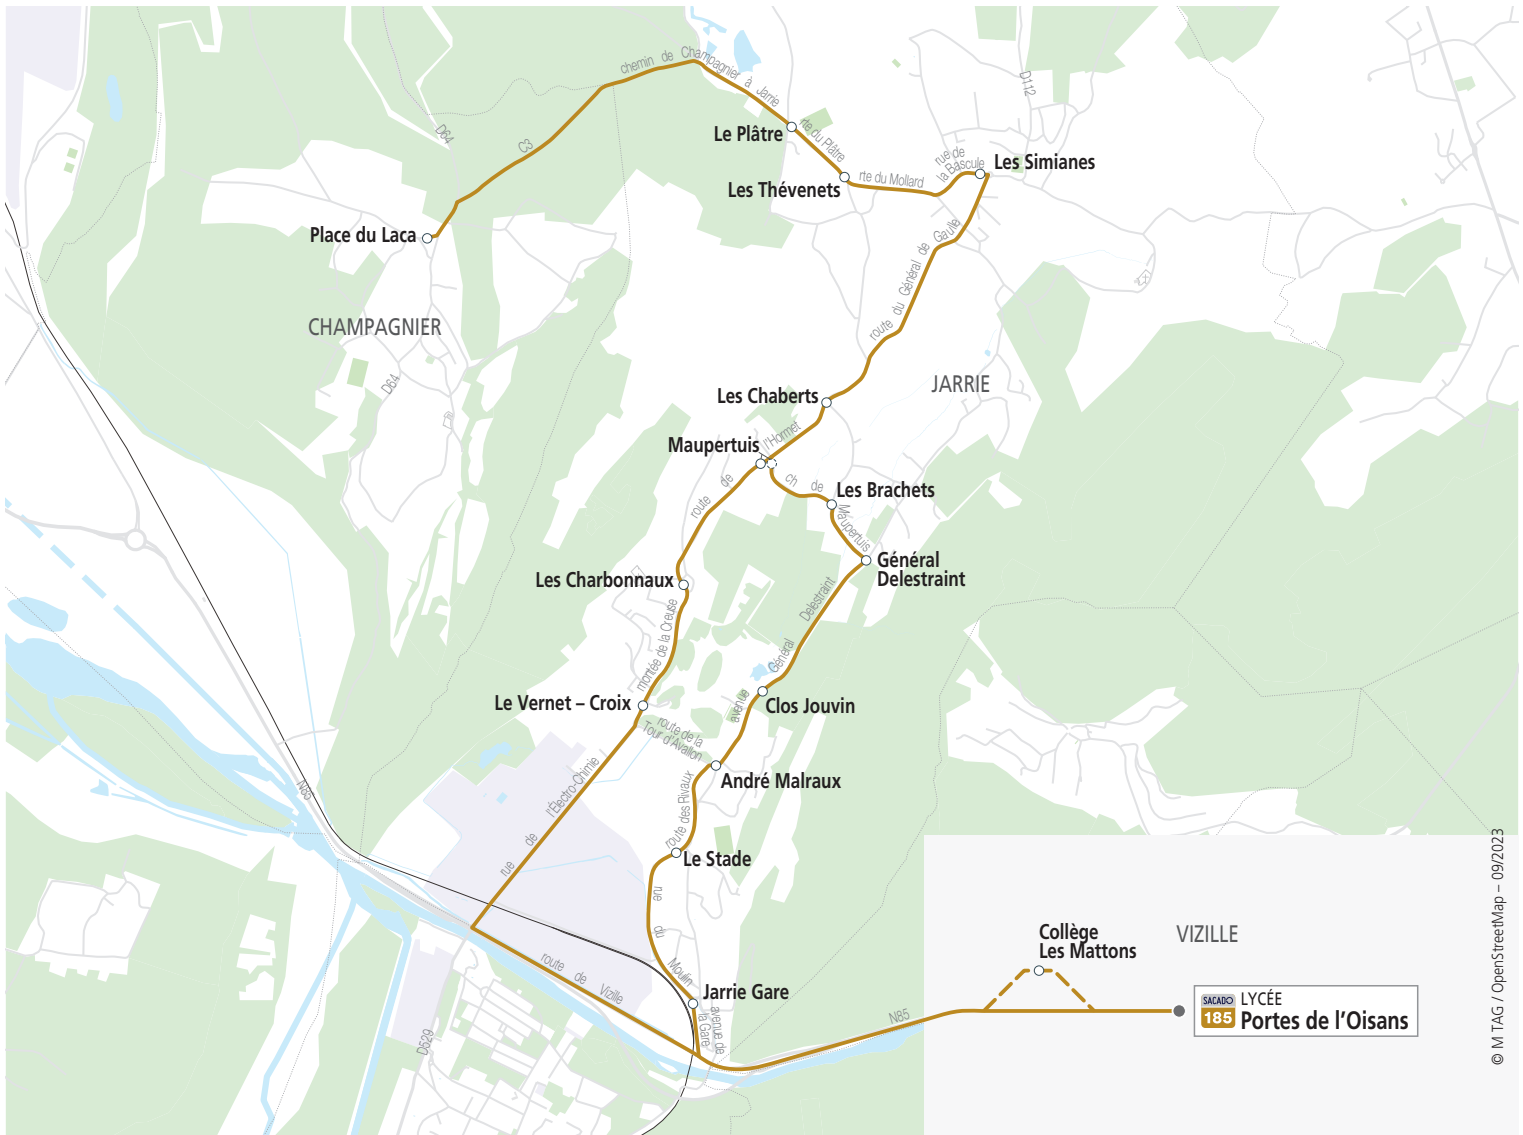 chemin de Champagnier à Jarrie
D112
D64
C3
Le Plâtre
rte du Plâtre
rue de
la Bascule
Les Simianes
Les Thévenets
rte du Mollard
Place du Laca
route du Général de Gaulle
CHAMPAGNIER
D64
JARRIE
Les Chaberts
Maupertuis
route de l'Hormet
ch de Maupertuis
Les Brachets
Général
Delestraint
Les Charbonnaux
montée de la Creuse
avenue Général Delestraint
Le Vernet – Croix
Clos Jouvin
route de la
Tour d'Avallon
André Malraux
rue de l'Électro-Chimie
N85
route des Rivaux
Le Stade
rue du Moulin
Jarrie Gare
route de Vizille
avenue de
la Gare
D529
N85
Collège
Les Mattons
VIZILLE
SACADO
185
LYCÉE
Portes de l'Oisans
© M TAG / OpenStreetMap – 09/2023